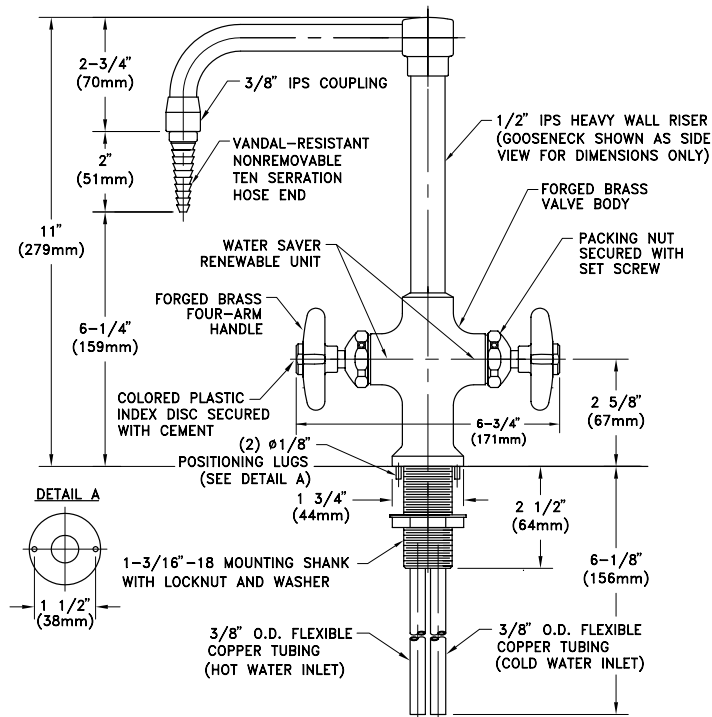 2-3/4"
(70mm)
3/8" IPS COUPLING
1/2" IPS HEAVY WALL RISER
(GOOSENECK SHOWN AS SIDE
VIEW FOR DIMENSIONS ONLY)
2"
(51mm)
VANDAL-RESISTANT
NONREMOVABLE
TEN SERRATION
HOSE END
FORGED BRASS
VALVE BODY
11"
(279mm)
WATER SAVER
RENEWABLE UNIT
PACKING NUT
SECURED WITH
SET SCREW
FORGED BRASS
FOUR-ARM
HANDLE
6-1/4"
(159mm)
COLORED PLASTIC
INDEX DISC SECURED
WITH CEMENT
6-3/4"
(171mm)
2 5/8"
(67mm)
(2) ø1/8"
POSITIONING LUGS
(SEE DETAIL A)
DETAIL A
1 3/4"
(44mm)
2 1/2"
(64mm)
1-3/16"-18 MOUNTING SHANK
WITH LOCKNUT AND WASHER
6-1/8"
(156mm)
1 1/2"
(38mm)
3/8" O.D. FLEXIBLE
COPPER TUBING
(HOT WATER INLET)
3/8" O.D. FLEXIBLE
COPPER TUBING
(COLD WATER INLET)